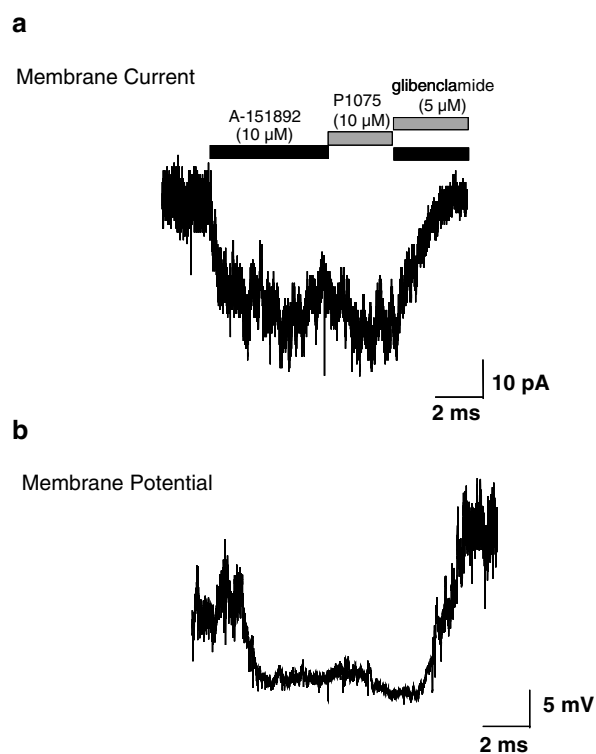 a
Membrane Current
glibenclamide
(5 µM)
P1075
(10 µM)
A-151892
(10 µM)
10 pA
2 ms
b
Membrane Potential
5 mV
2 ms